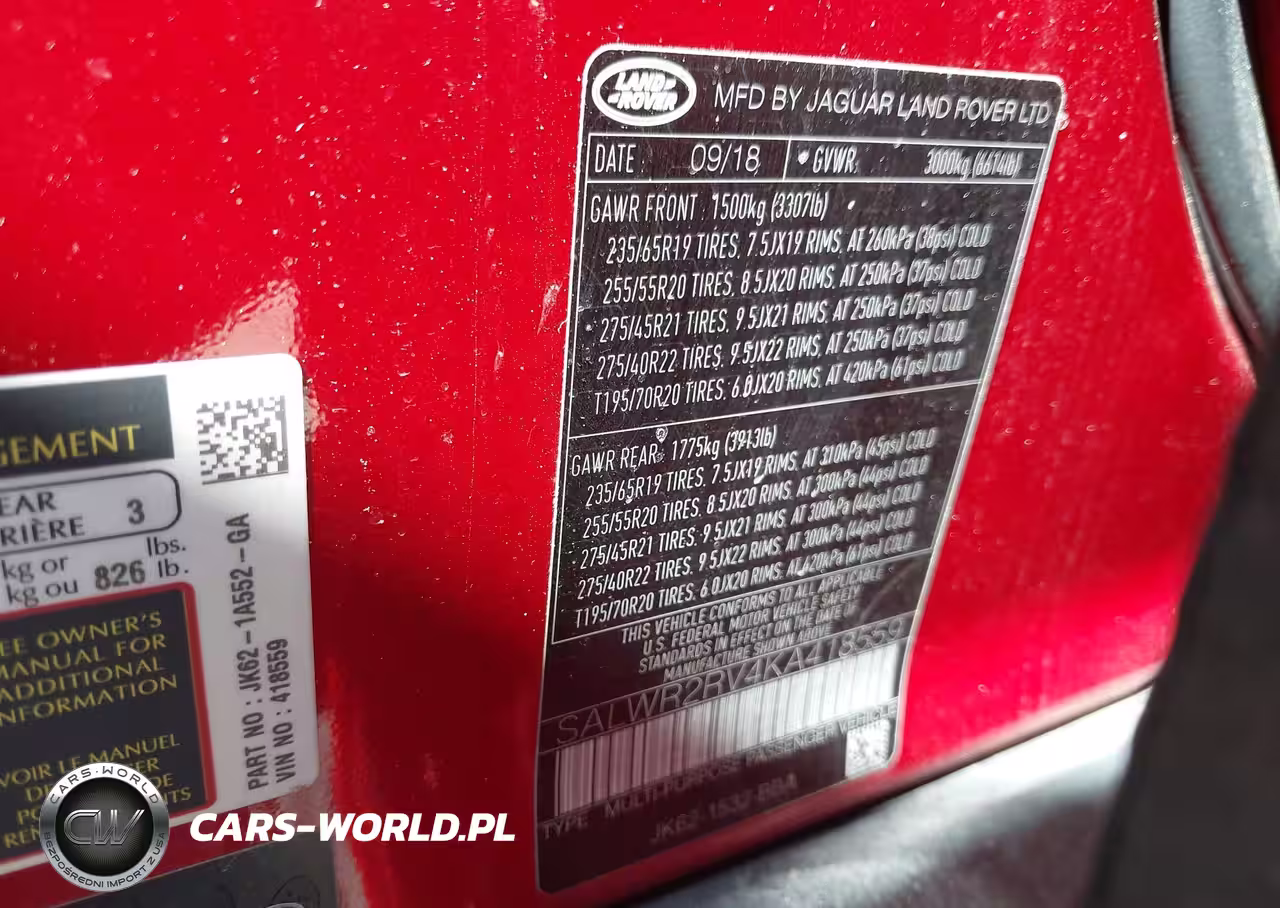 LAND ROVER
MFD BY JAGUAR LAND ROVER LTD
DATE : 09/18 GVWR: 3000kg (6614lb)
GAWR FRONT : 1500kg (3307lb)
235/65R19 TIRES, 7.5JX19 RIMS, AT 260kPa (38psi) COLD
255/55R20 TIRES, 8.5JX20 RIMS, AT 250kPa (37psi) COLD
275/45R21 TIRES, 9.5JX21 RIMS, AT 250kPa (37psi) COLD
275/40R22 TIRES, 9.5JX22 RIMS, AT 250kPa (37psi) COLD
T195/70R20 TIRES, 6.0JX20 RIMS, AT 420kPa (61psi) COLD
GAWR REAR: 1775kg (3913lb)
235/65R19 TIRES, 7.5JX19 RIMS, AT 310kPa (45psi) COLD
255/55R20 TIRES, 8.5JX20 RIMS, AT 300kPa (44psi) COLD
275/45R21 TIRES, 9.5JX21 RIMS, AT 300kPa (44psi) COLD
275/40R22 TIRES, 9.5JX22 RIMS, AT 300kPa (44psi) COLD
T195/70R20 TIRES, 6.0JX20 RIMS, AT 420kPa (61psi) COLD
THIS VEHICLE CONFORMS TO ALL APPLICABLE
U.S. FEDERAL MOTOR VEHICLE SAFETY
STANDARDS IN EFFECT ON THE DATE OF
MANUFACTURE SHOWN ABOVE
SALWR2RV4KA418559
TYPE MULTIPURPOSE PASSENGER VEHICLE
GEMENT
EAR
RIÈRE 3
kg or lbs.
kg ou 826 lb.
EE OWNER'S
MANUAL FOR
ADDITIONAL
NFORMATION
VOIR LE MANUEL
PART NO : JK62-1A552-GA
VIN NO : 418559
CARS-WORLD
CW
BEZPOŚREDNI IMPORT Z USA
CARS-WORLD.PL